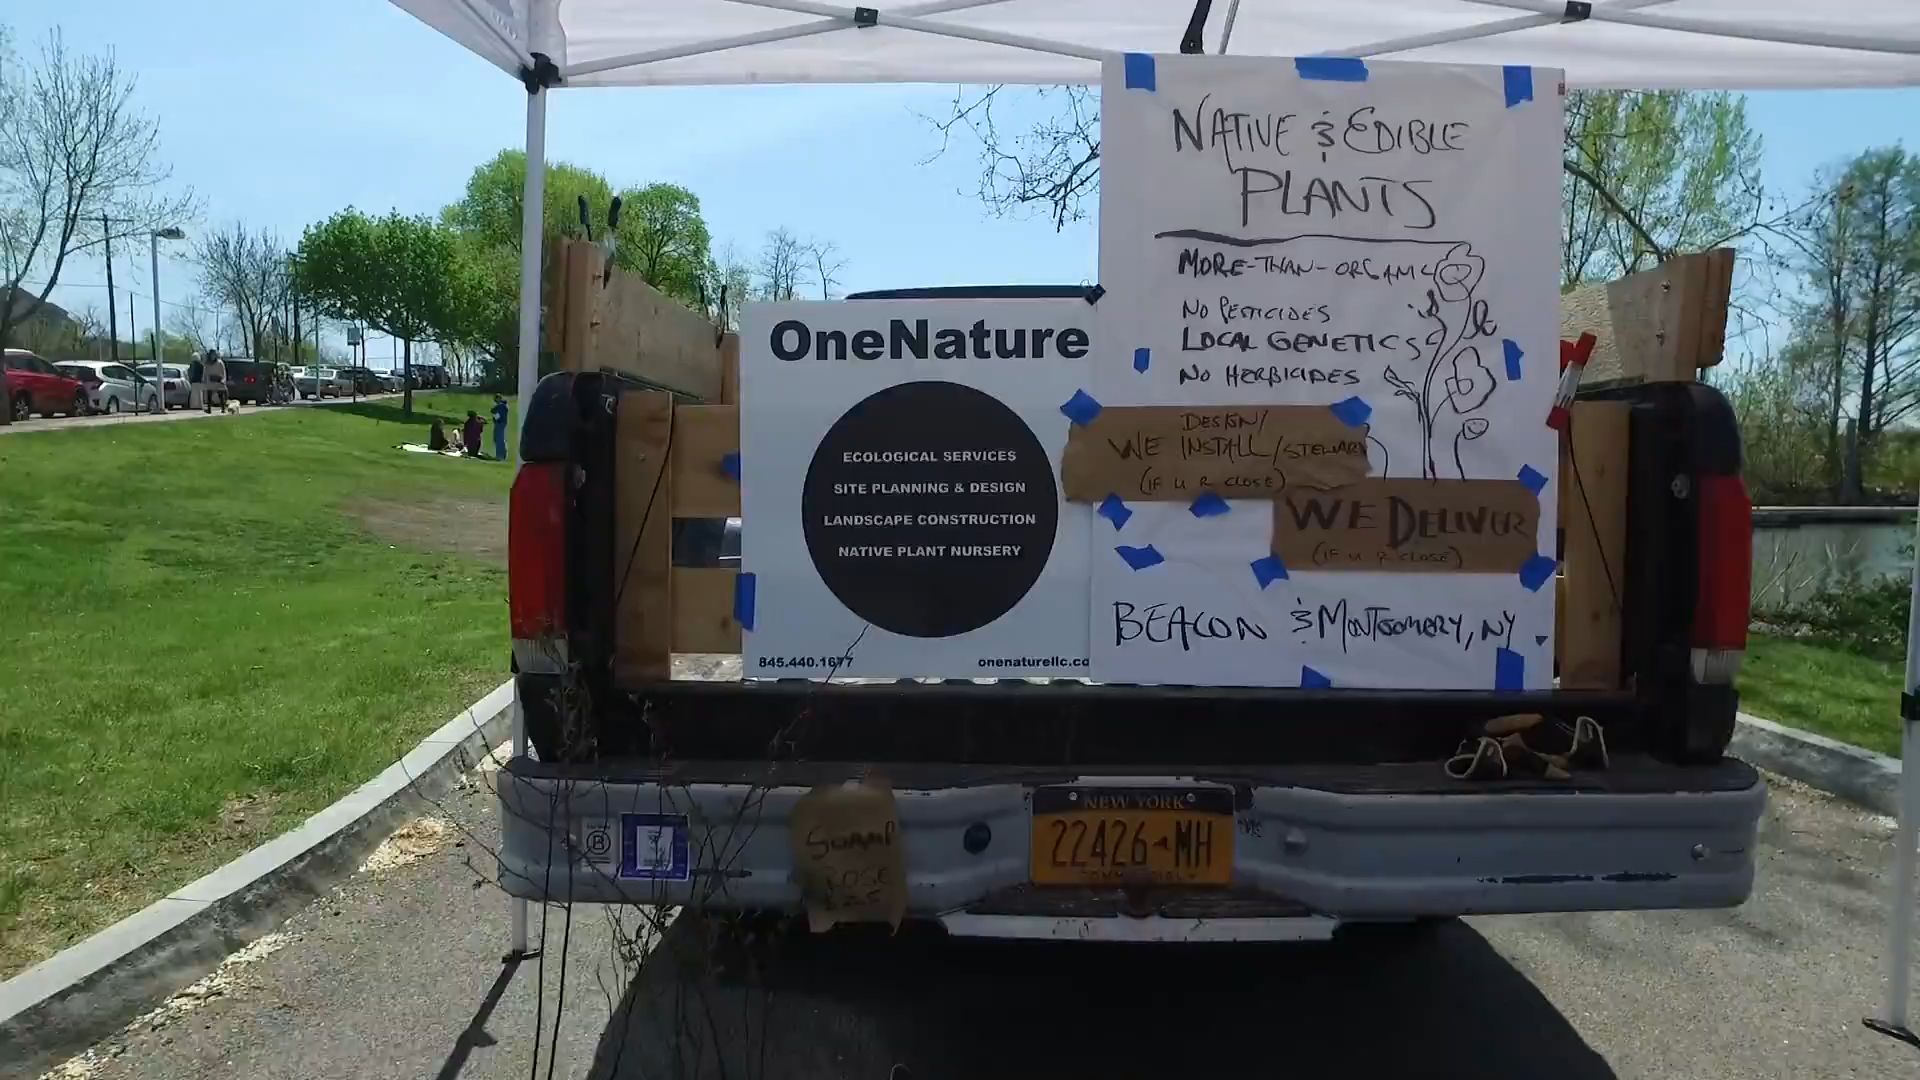 OneNature
ECOLOGICAL SERVICES
SITE PLANNING & DESIGN
LANDSCAPE CONSTRUCTION
NATIVE PLANT NURSERY
845.440.1677
onenaturellc.co
NATIVE & EDIBLE
PLANTS
MORE-THAN-ORGANIC
NO PESTICIDES
LOCAL GENETICS
NO HERBICIDES
DESIGN/
WE INSTALL/STEWARD
(IF U R CLOSE)
WE DELIVER
(IF U R CLOSE)
BEACON & MONTGOMERY, NY
B
SWAMP
ROSE
NEW YORK
22426 MH
COMMERCIAL